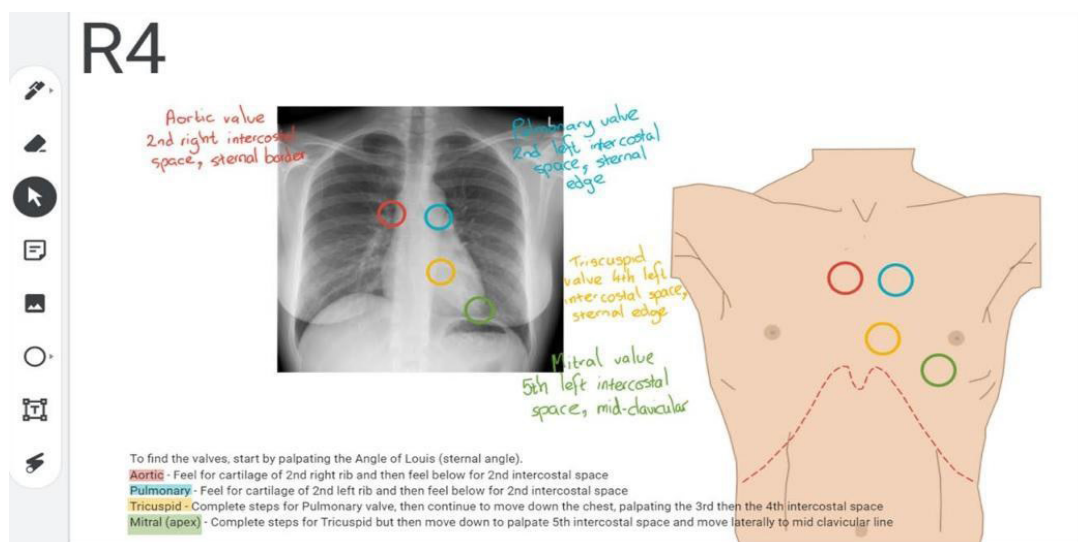 R4
Aortic value
2nd right intercostal
space, sternal border
L
Pulmonary value
2nd left intercostal
space, sternal
edge
Triscuspid
value 4th left
intercostal space,
sternal edge
Mitral value
5th left intercostal
space, mid-clavicular
To find the valves, start by palpating the Angle of Louis (sternal angle).
Aortic - Feel for cartilage of 2nd right rib and then feel below for 2nd intercostal space
Pulmonary - Feel for cartilage of 2nd left rib and then feel below for 2nd intercostal space
Tricuspid - Complete steps for Pulmonary valve, then continue to move down the chest, palpating the 3rd then the 4th intercostal space
Mitral (apex) - Complete steps for Tricuspid but then move down to palpate 5th intercostal space and move laterally to mid clavicular line